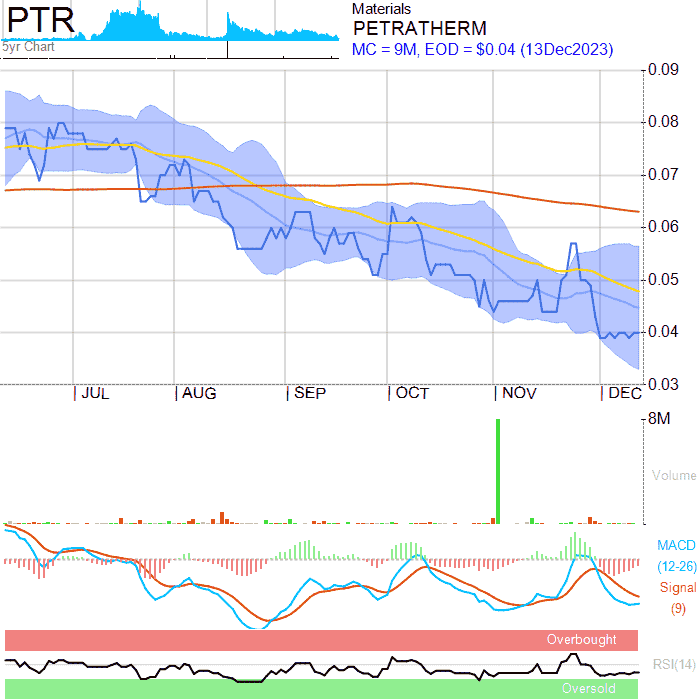 PTR
5yr Chart
Materials
PETRATHERM
MC = 9M, EOD = $0.04 (13Dec2023)
0.09
0.08
0.07
0.06
0.05
0.04
0.03
JUL AUG SEP OCT NOV DEC
8M
Volume
MACD
(12-26)
Signal
(9)
Overbought
RSI(14)
Oversold